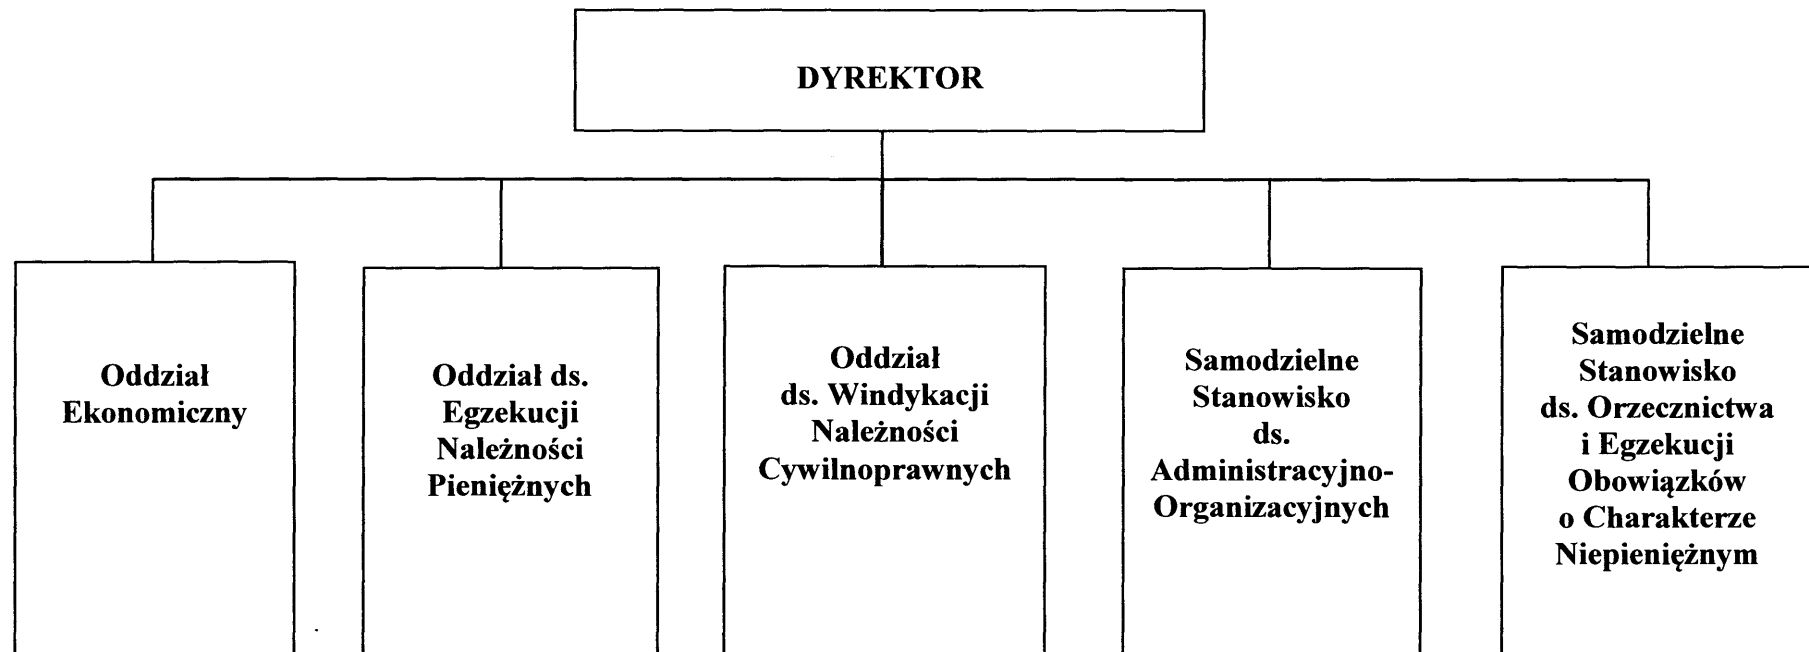 DYREKTOR
Oddział
Ekonomiczny
Oddział ds.
Egzekucji
Należności
Pieniężnych
Oddział
ds. Windykacji
Należności
Cywilnoprawnych
Samodzielne
Stanowisko
ds.
Administracyjno-
Organizacyjnych
Samodzielne
Stanowisko
ds. Orzecznictwa
i Egzekucji
Obowiązków
o Charakterze
Niepieniężnym